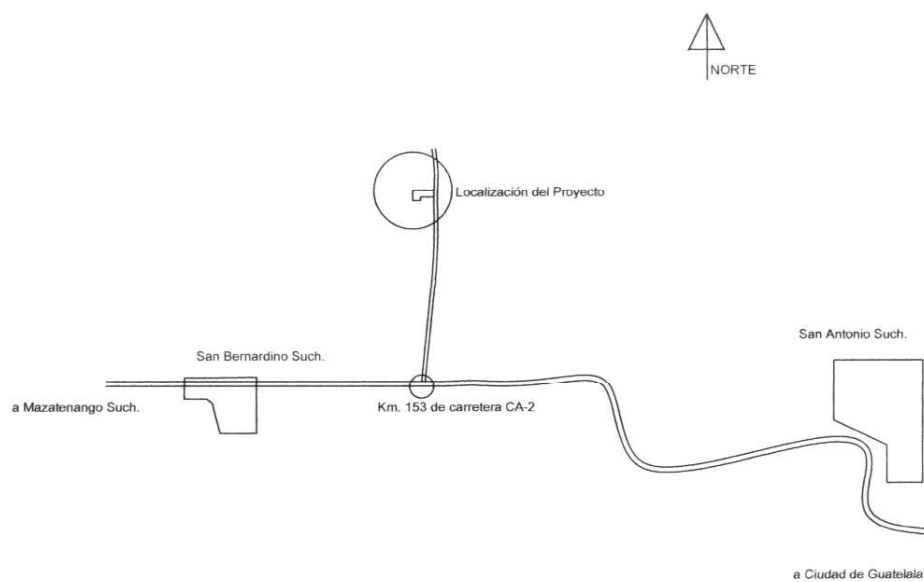 NORTE
Localización del Proyecto
San Antonio Such.
San Bernardino Such.
a Mazatenango Such.
Km. 153 de carretera CA-2
a Ciudad de Guatelala